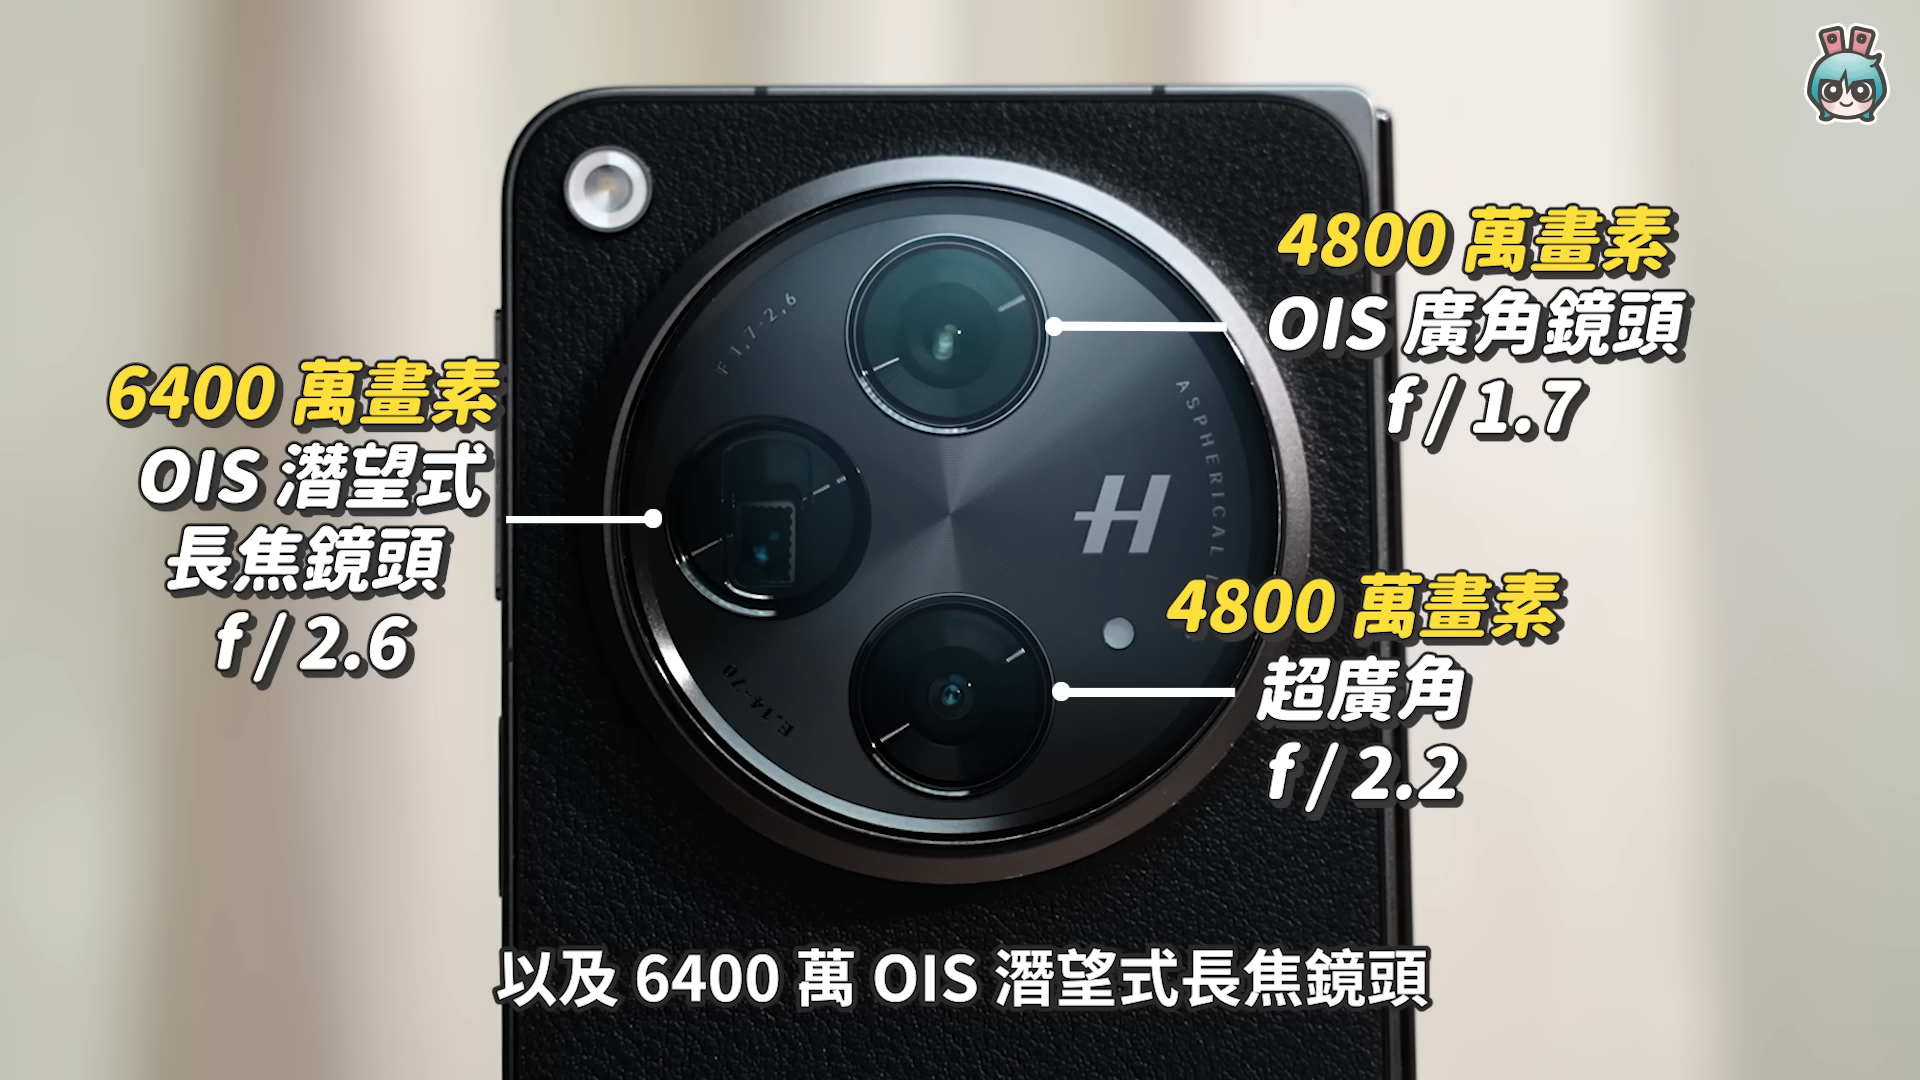 4800 萬畫素
OIS 廣角鏡頭
f / 1.7
6400 萬畫素
OIS 潛望式
長焦鏡頭
f / 2.6
4800 萬畫素
超廣角
f / 2.2
F 1.7-2.6
ASPHERICAL
H
以及 6400 萬 OIS 潛望式長焦鏡頭